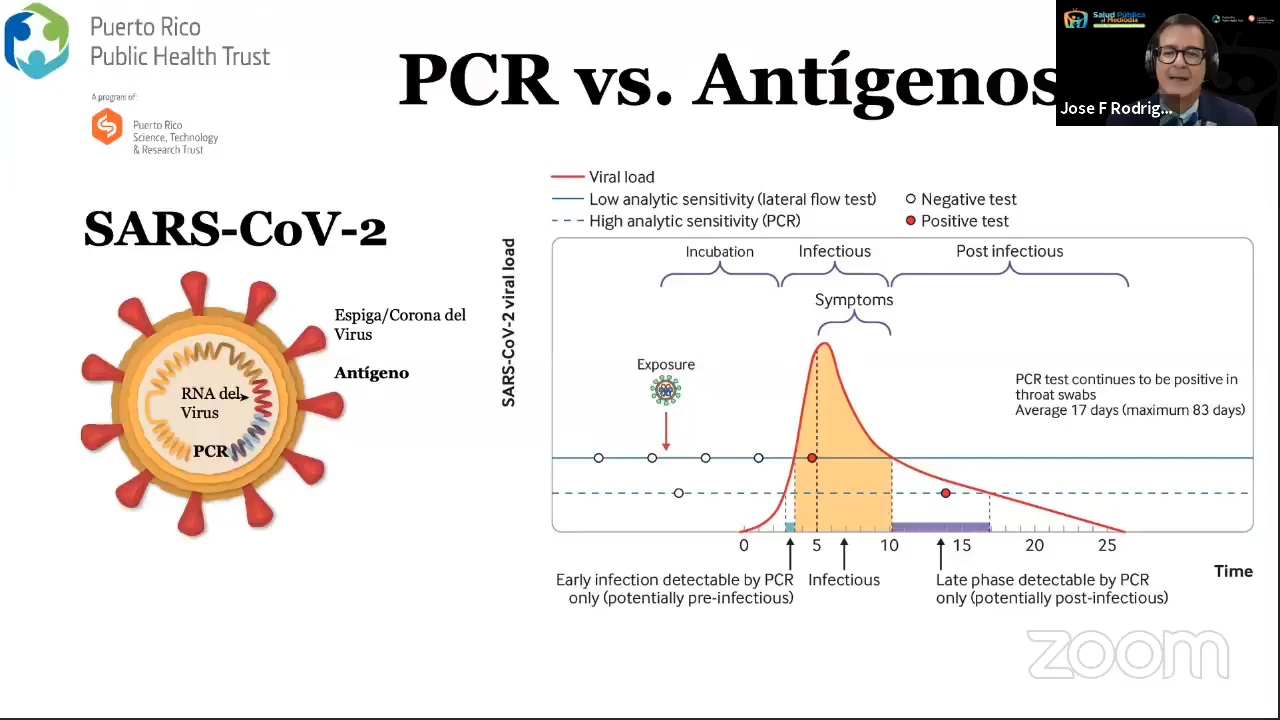 Puerto Rico
Public Health Trust
A program of:
Puerto Rico
Science, Technology
& Research Trust
PCR vs. Antígenos
Salud Pública
al Mediodía
Jose F Rodrig...
SARS-CoV-2
Espiga/Corona del
Virus
Antígeno
RNA del
Virus
PCR
Viral load
Low analytic sensitivity (lateral flow test)
High analytic sensitivity (PCR)
Negative test
Positive test
SARS-CoV-2 viral load
Incubation
Infectious
Post infectious
Symptoms
Exposure
PCR test continues to be positive in
throat swabs
Average 17 days (maximum 83 days)
0 5 10 15 20 25
Time
Early infection detectable by PCR
only (potentially pre-infectious)
Infectious
Late phase detectable by PCR
only (potentially post-infectious)
zoom